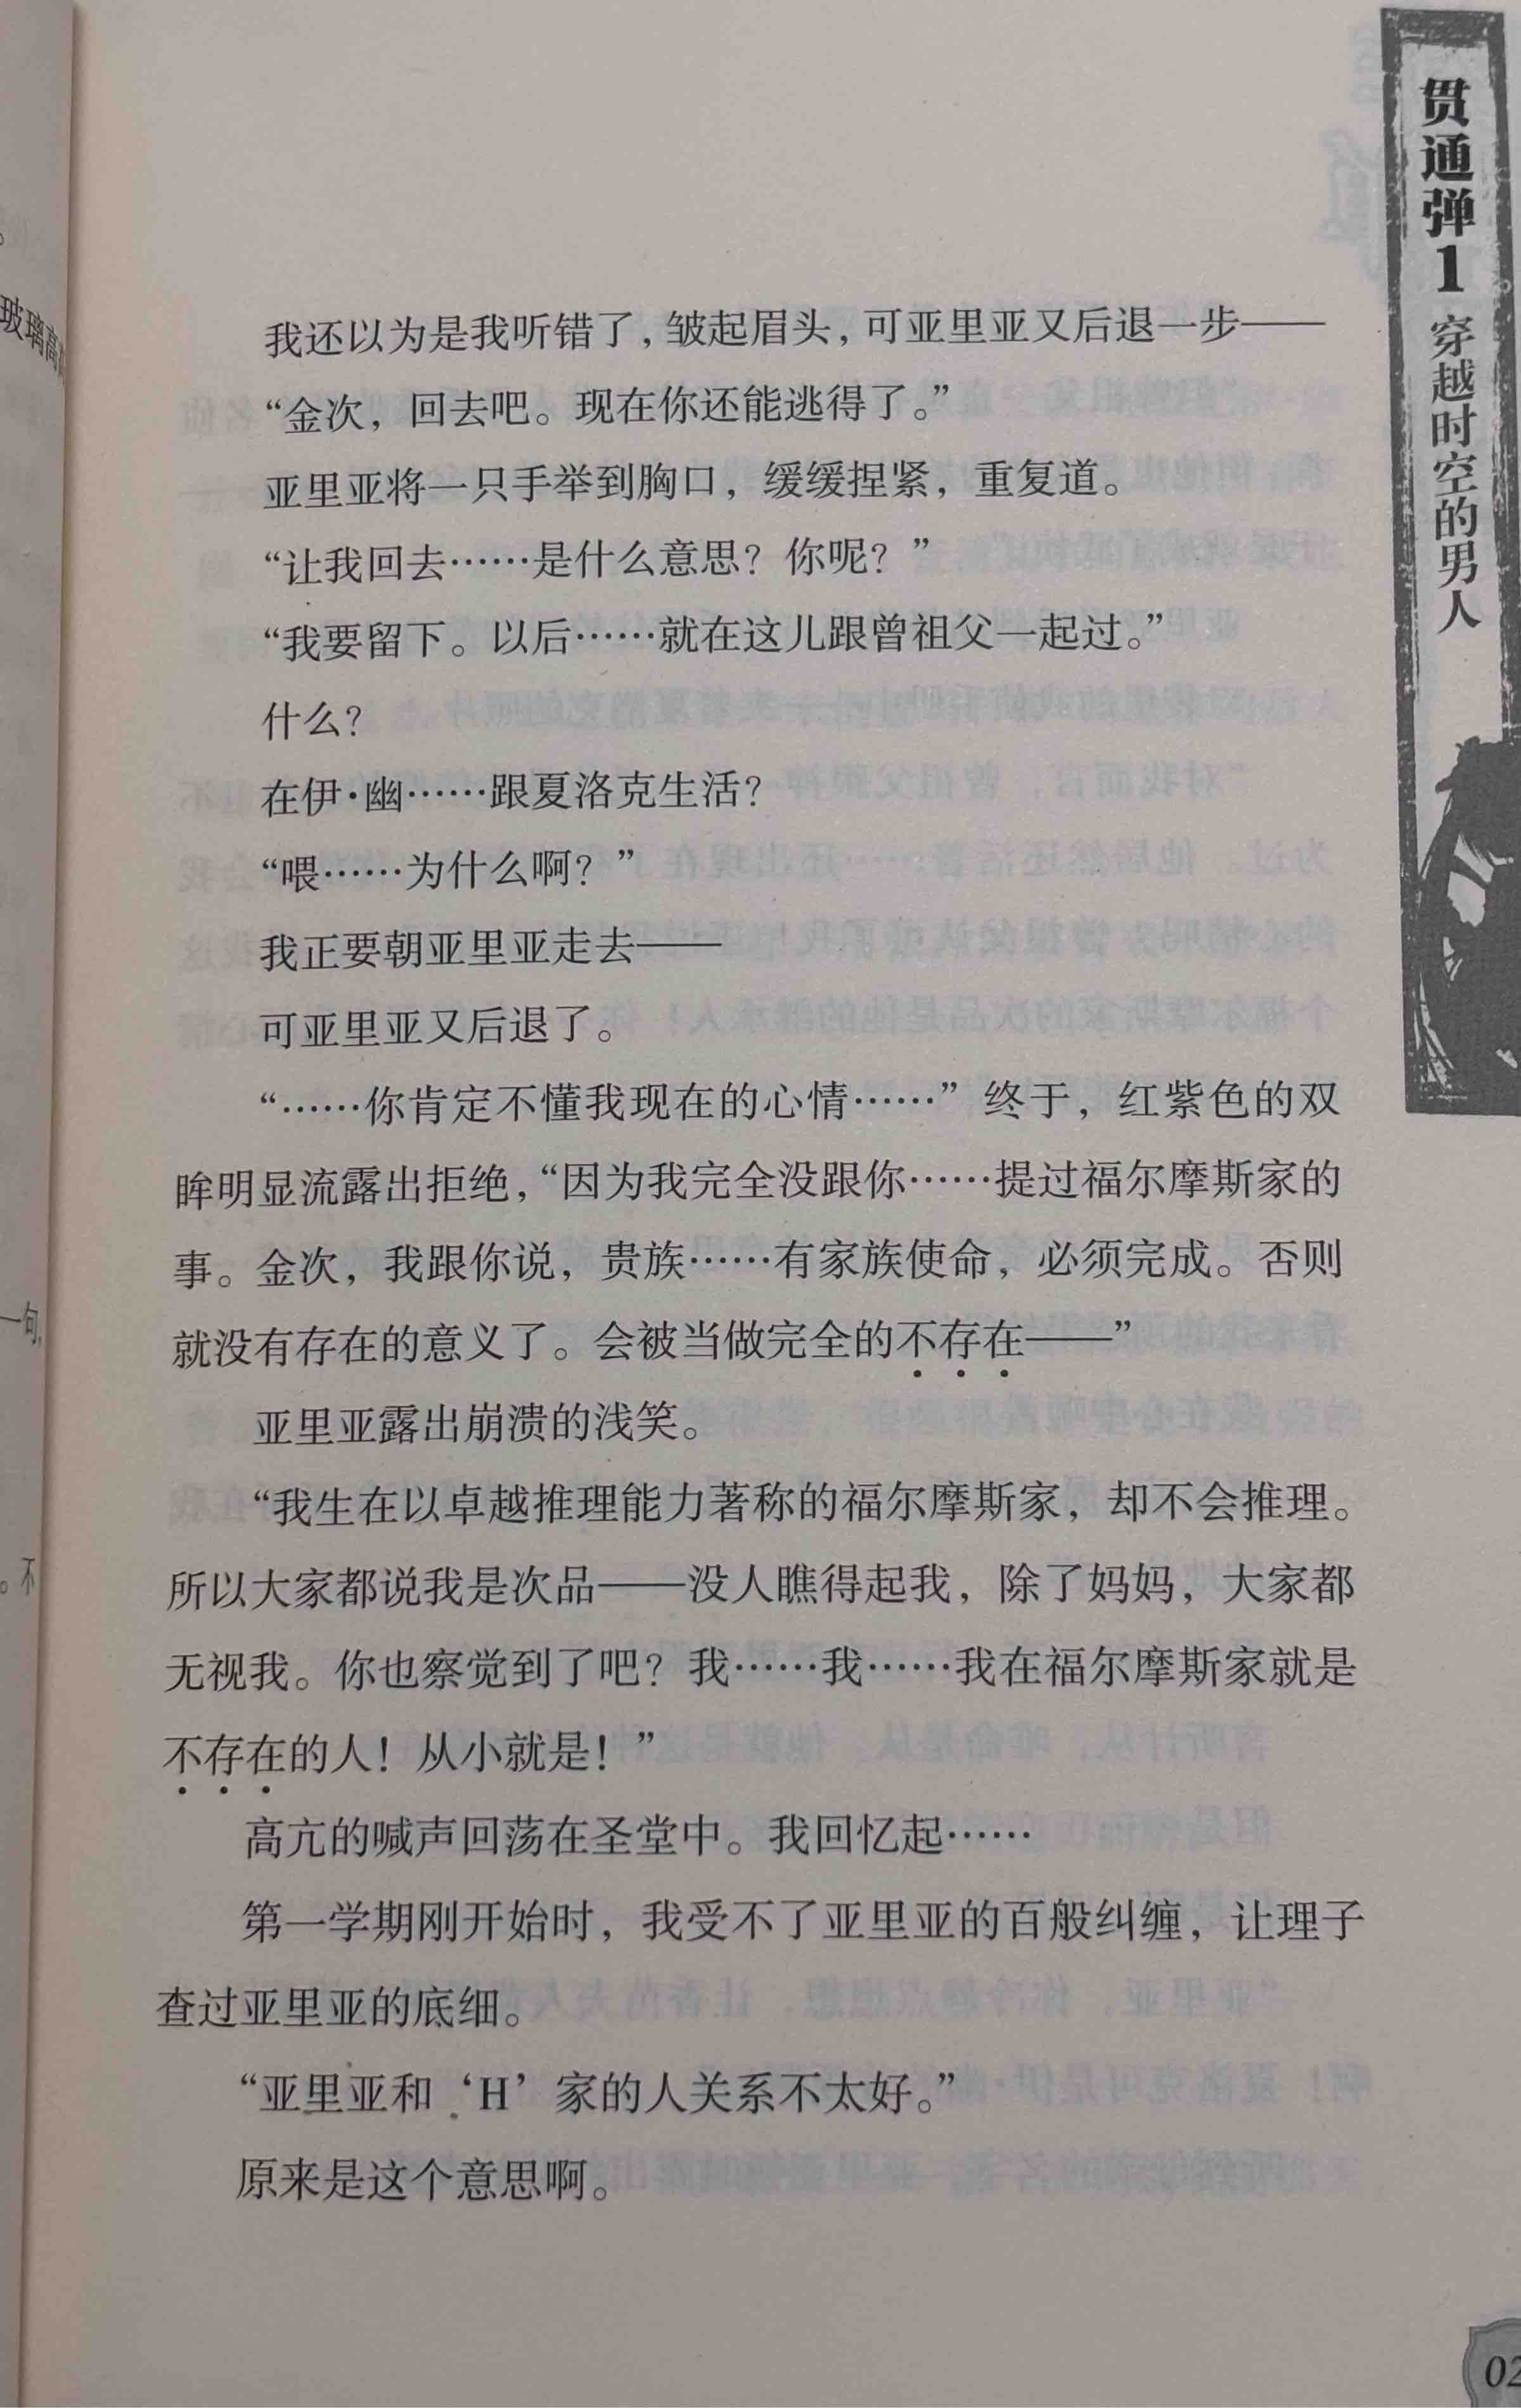 贯通弹1 穿越时空的男人
玻璃高
一句,
。不
我还以为是我听错了，皱起眉头，可亚里亚又后退一步——
“金次，回去吧。现在你还能逃得了。”
亚里亚将一只手举到胸口，缓缓捏紧，重复道。
“让我回去……是什么意思？你呢？”
“我要留下。以后……就在这儿跟曾祖父一起过。”
什么？
在伊·幽……跟夏洛克生活？
“喂……为什么啊？”
我正要朝亚里亚走去——
可亚里亚又后退了。
“……你肯定不懂我现在的心情……”终于，红紫色的双
眸明显流露出拒绝，“因为我完全没跟你……提过福尔摩斯家的
事。金次，我跟你说，贵族……有家族使命，必须完成。否则
就没有存在的意义了。会被当做完全的不存在——”
亚里亚露出崩溃的浅笑。
“我生在以卓越推理能力著称的福尔摩斯家，却不会推理。
所以大家都说我是次品——没人瞧得起我，除了妈妈，大家都
无视我。你也察觉到了吧？我……我……我在福尔摩斯家就是
不存在的人！从小就是！”
高亢的喊声回荡在圣堂中。我回忆起……
第一学期刚开始时，我受不了亚里亚的百般纠缠，让理子
查过亚里亚的底细。
“亚里亚和‘H’家的人关系不太好。”
原来是这个意思啊。
02